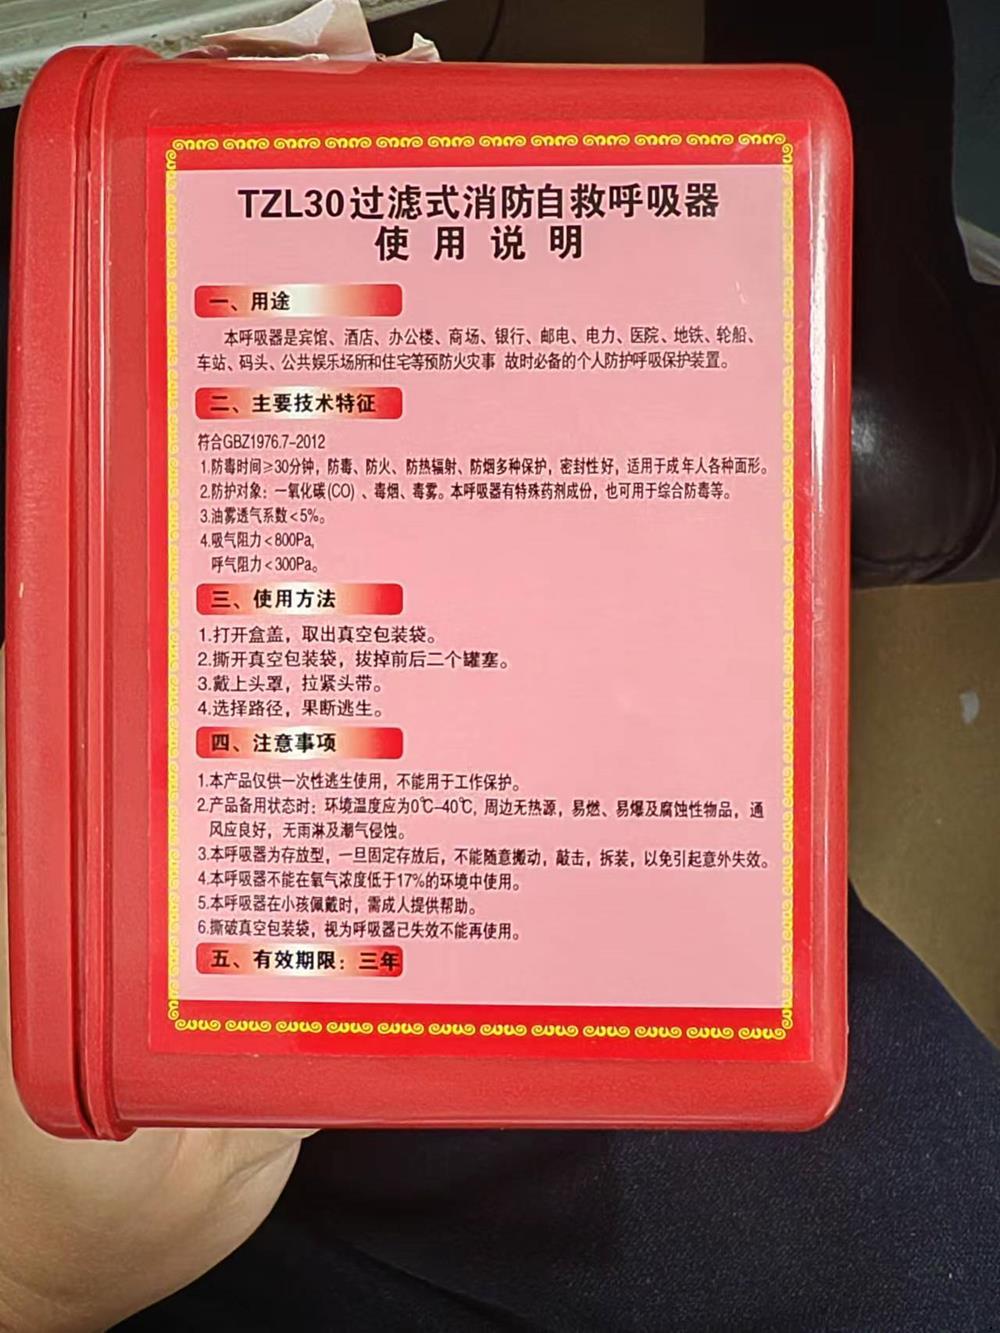 TZL30过滤式消防自救呼吸器
使用说明
一、用途
本呼吸器是宾馆、酒店、办公楼、商场、银行、邮电、电力、医院、地铁、轮船、
车站、码头、公共娱乐场所和住宅等预防火灾事 故时必备的个人防护呼吸保护装置。
二、主要技术特征
符合GBZ1976.7-2012
1.防毒时间≥30分钟，防毒、防火、防热辐射、防烟多种保护，密封性好，适用于成年人各种面形。
2.防护对象：一氧化碳(CO) 、毒烟、毒雾。本呼吸器有特殊药剂成份，也可用于综合防毒等。
3.油雾透气系数<5%。
4.吸气阻力<800Pa,
呼气阻力<300Pa。
三、使用方法
1.打开盒盖，取出真空包装袋。
2.撕开真空包装袋，拔掉前后二个罐塞。
3.戴上头罩，拉紧头带。
4.选择路径，果断逃生。
四、注意事项
1.本产品仅供一次性逃生使用，不能用于工作保护。
2.产品备用状态时：环境温度应为0℃-40℃, 周边无热源，易燃、易爆及腐蚀性物品，通
风应良好，无雨淋及潮气侵蚀。
3.本呼吸器为存放型，一旦固定存放后，不能随意搬动，敲击，拆装，以免引起意外失效。
4.本呼吸器不能在氧气浓度低于17%的环境中使用。
5.本呼吸器在小孩佩戴时，需成人提供帮助。
6.撕破真空包装袋，视为呼吸器已失效不能再使用。
五、有效期限：三年